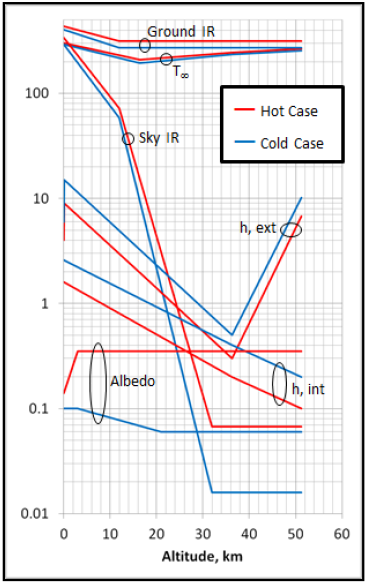 Ground IR
T∞
100
Hot Case
Cold Case
Sky IR
10
h, ext
1
Albedo
h, int
0.1
0.01
0 10 20 30 40 50 60
Altitude, km